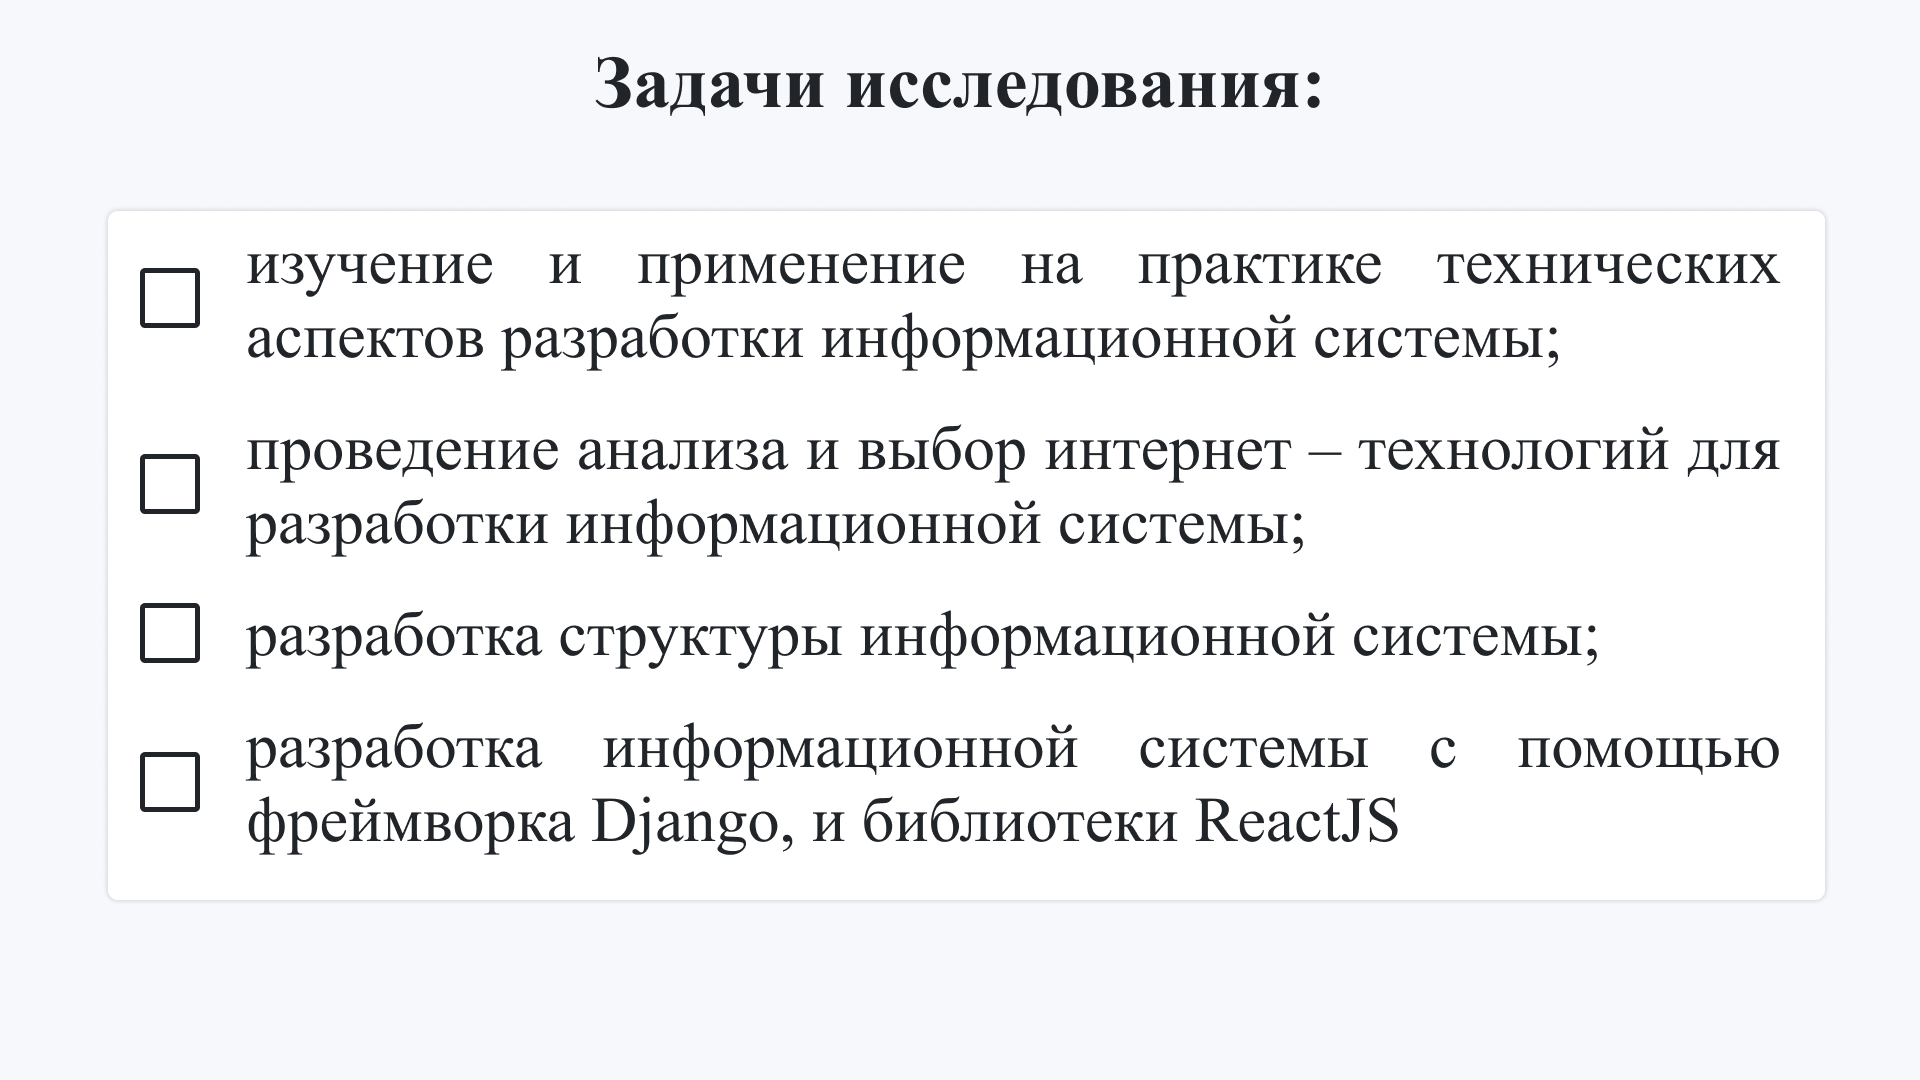 Задачи исследования:
изучение и применение на практике технических
аспектов разработки информационной системы;
проведение анализа и выбор интернет – технологий для
разработки информационной системы;
разработка структуры информационной системы;
разработка информационной системы с помощью
фреймворка Django, и библиотеки ReactJS